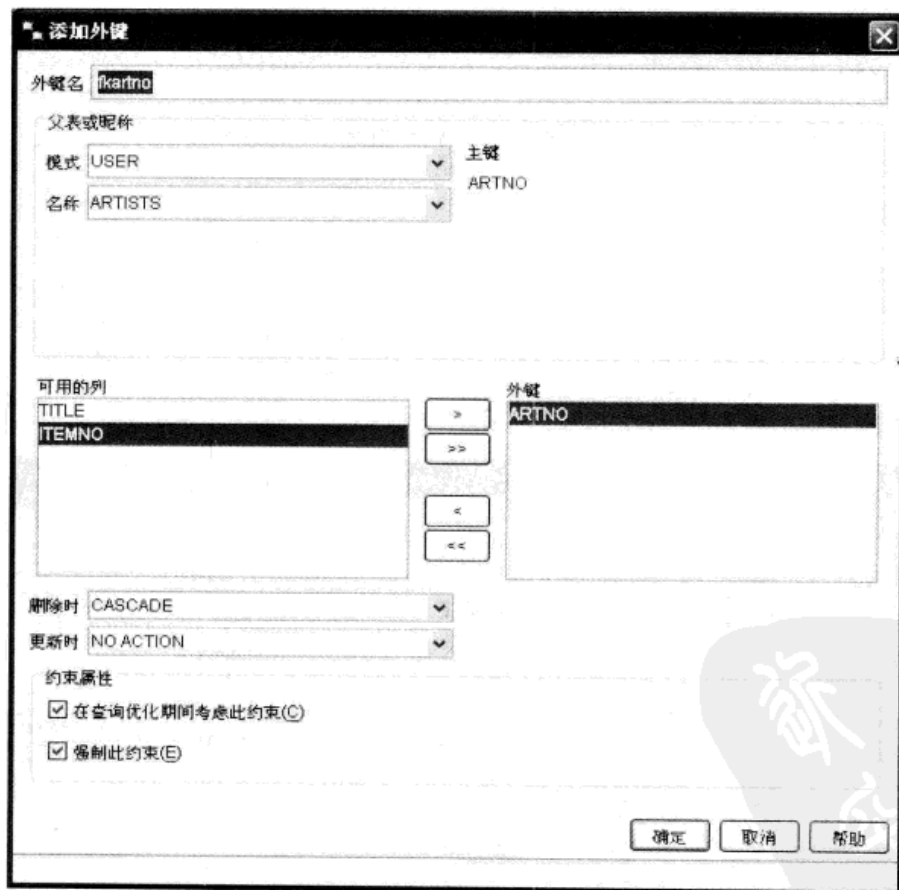 添加外键
外键名 fkartno
父表或昵称
模式 USER
主键
ARTNO
名称 ARTISTS
可用的列
TITLE
ITEMNO
>
>>
<
<<
外键
ARTNO
删除时 CASCADE
更新时 NO ACTION
约束属性
在查询优化期间考虑此约束(C)
强制此约束(E)
确定 取消 帮助